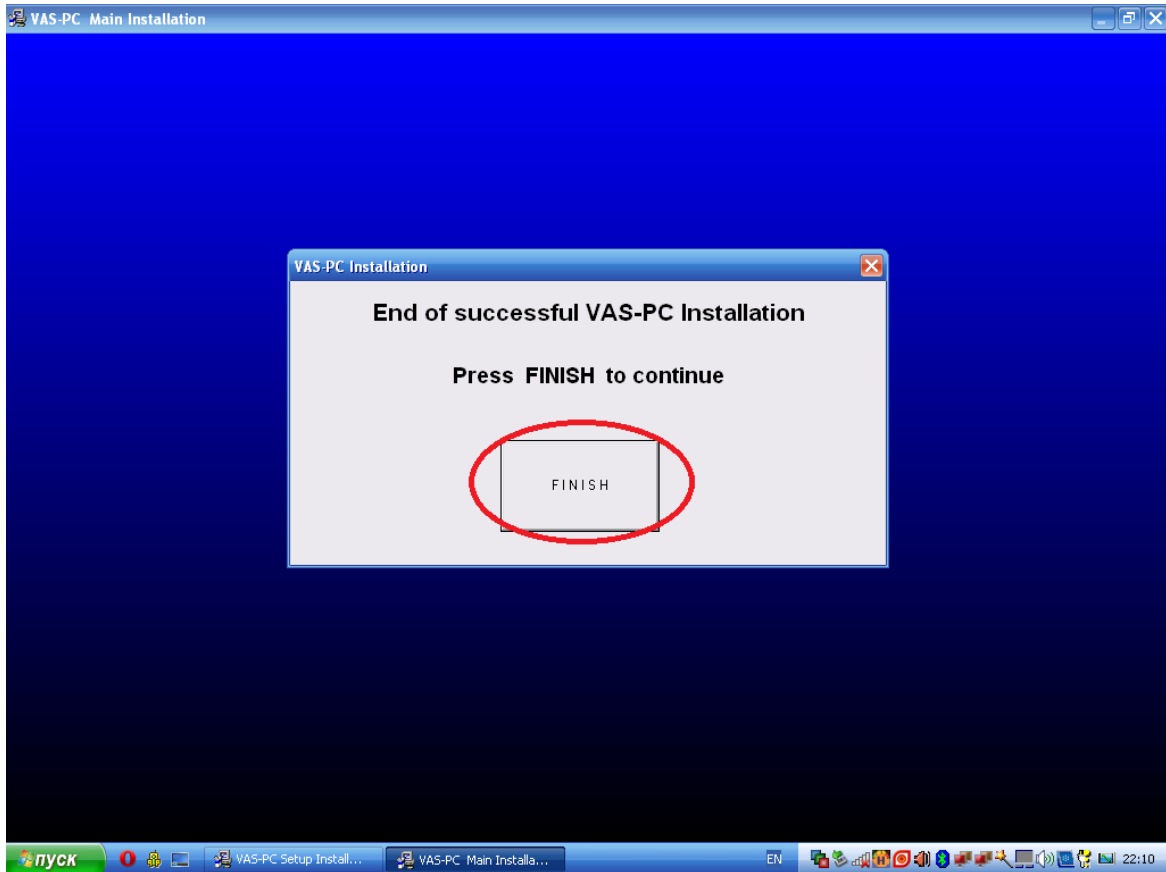 VAS-PC Main Installation
VAS-PC Installation
End of successful VAS-PC Installation
Press FINISH to continue
FINISH
пуск
VAS-PC Setup Install...
VAS-PC Main Installa...
EN
22:10